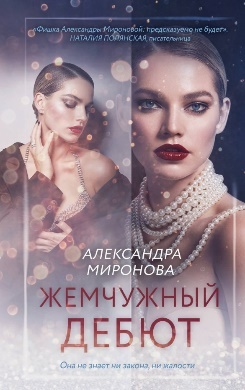 «Фишка Александры Мироновой: предсказуемо не будет».
НАТАЛИЯ ПОЛЯНСКАЯ, писательница
АЛЕКСАНДРА
МИРОНОВА
ЖЕМЧУЖНЫЙ
ДЕБЮТ
Она не знает ни закона, ни жалости